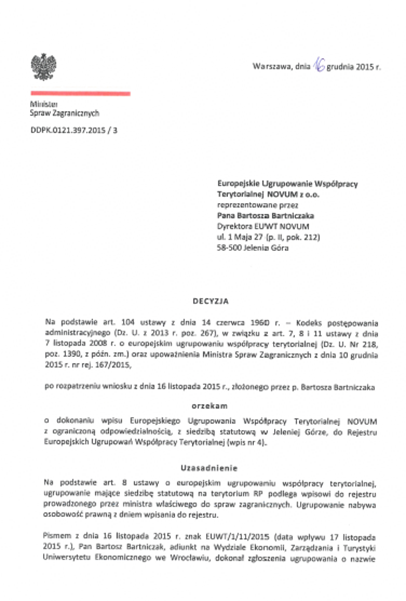 Warszawa, dnia 16 grudnia 2015 r.
Minister
Spraw Zagranicznych
DDPK.0121.397.2015 / 3
Europejskie Ugrupowanie Współpracy
Terytorialnej NOVUM z o.o.
reprezentowane przez
Pana Bartosza Bartniczaka
Dyrektora EUWT NOVUM
ul. 1 Maja 27 (p. II, pok. 212)
58-500 Jelenia Góra
DECYZJA
Na podstawie art. 104 ustawy z dnia 14 czerwca 1960 r. – Kodeks postępowania
administracyjnego (Dz. U. z 2013 r. poz. 267), w związku z art. 7, 8 i 11 ustawy z dnia
7 listopada 2008 r. o europejskim ugrupowaniu współpracy terytorialnej (Dz. U. Nr 218,
poz. 1390, z późn. zm.) oraz upoważnienia Ministra Spraw Zagranicznych z dnia 10 grudnia
2015 r. nr rej. 167/2015,
po rozpatrzeniu wniosku z dnia 16 listopada 2015 r., złożonego przez p. Bartosza Bartniczaka
orzekam
o dokonaniu wpisu Europejskiego Ugrupowania Współpracy Terytorialnej NOVUM
z ograniczoną odpowiedzialnością, z siedzibą statutową w Jeleniej Górze, do Rejestru
Europejskich Ugrupowań Współpracy Terytorialnej (wpis nr 4).
Uzasadnienie
Na podstawie art. 8 ustawy o europejskim ugrupowaniu współpracy terytorialnej,
ugrupowanie mające siedzibę statutową na terytorium RP podlega wpisowi do rejestru
prowadzonego przez ministra właściwego do spraw zagranicznych. Ugrupowanie nabywa
osobowość prawną z dniem wpisania do rejestru.
Pismem z dnia 16 listopada 2015 r. znak EUWT/1/11/2015 (data wpływu 17 listopada
2015 r.), Pan Bartosz Bartniczak, adiunkt na Wydziale Ekonomii, Zarządzania i Turystyki
Uniwersytetu Ekonomicznego we Wrocławiu, dokonał zgłoszenia ugrupowania o nazwie